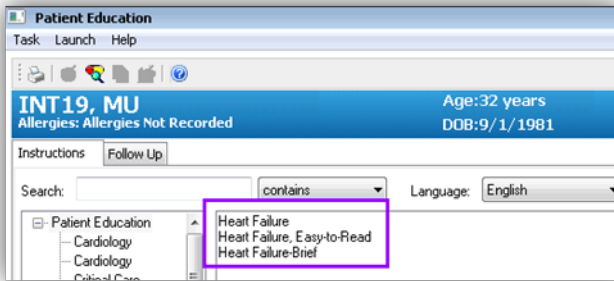 Patient Education
Task Launch Help
INT19, MU
Age:32 years
Allergies: Allergies Not Recorded
DOB:9/1/1981
Instructions
Follow Up
Search:
contains
Language:
English
Patient Education
Cardiology
Cardiology
Critical Care
Heart Failure
Heart Failure, Easy-to-Read
Heart Failure-Brief